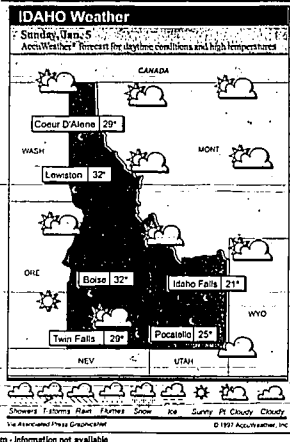 IDAHO Weather
Sunday, Jan. 5
AccuWeather® forecast for daytime conditions and high temperatures
CANADA
Coeur D'Alene 29°
WASH
MONT
Lewiston 32°
ORE
Boise 32°
Idaho Falls 21°
WYO
Twin Falls 29°
Pocatello 25°
NEV
UTAH
Showers T-storms Rain Flurries Snow Ice Sunny Pt. Cloudy Cloudy
Via Associated Press GraphicsNet
© 1997 AccuWeather, Inc
m - Information not available